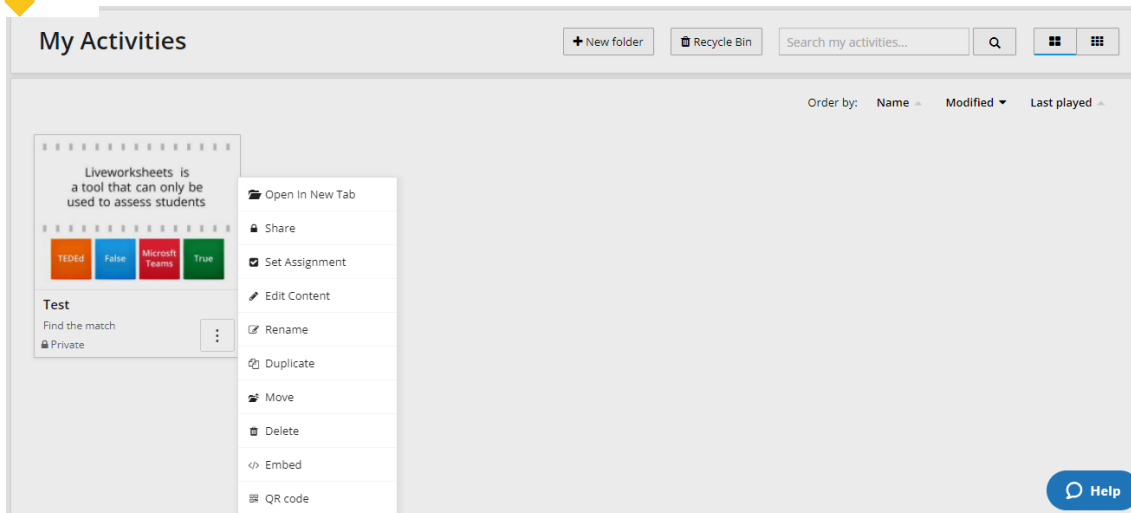 My Activities
New folder
Recycle Bin
Search my activities...
Order by: Name Modified Last played
Liveworksheets is
a tool that can only be
used to assess students
TEDEd
False
Microsft
Teams
True
Test
Find the match
Private
Open In New Tab
Share
Set Assignment
Edit Content
Rename
Duplicate
Move
Delete
Embed
QR code
Help